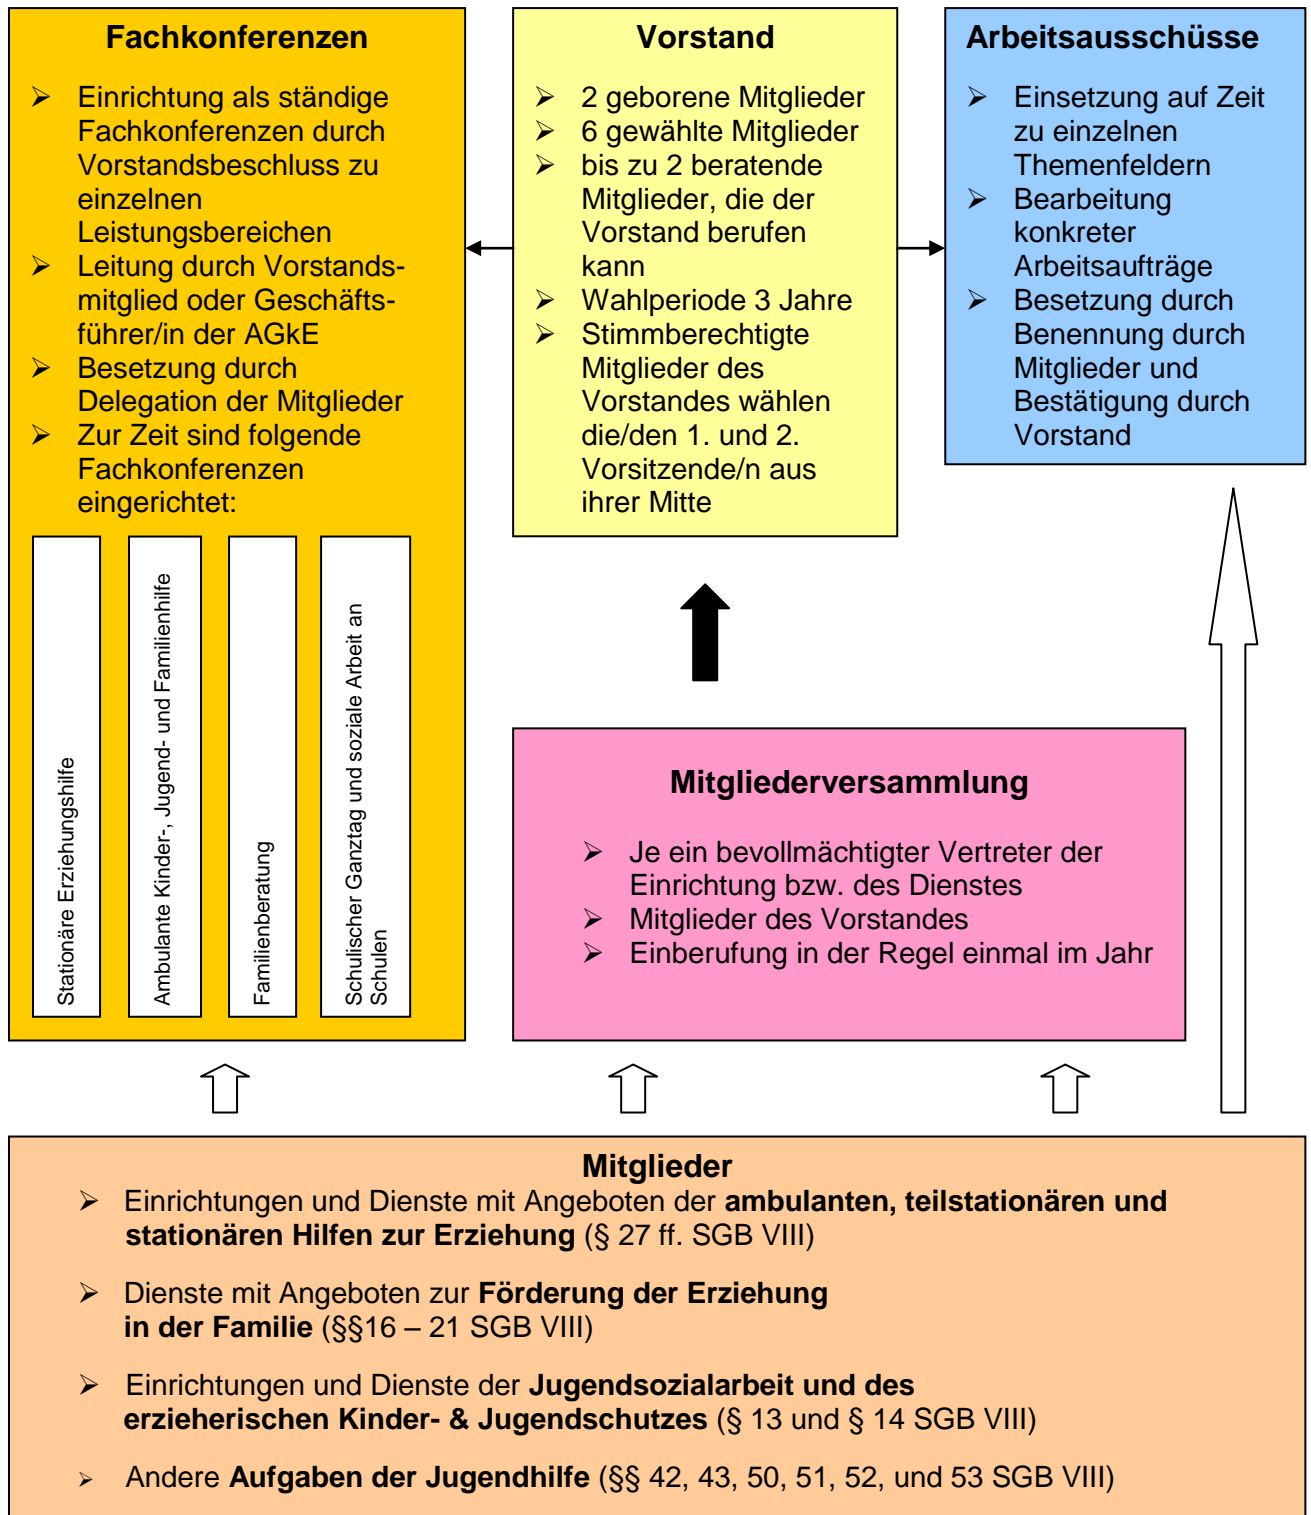 Fachkonferenzen
➢ Einrichtung als ständige
Fachkonferenzen durch
Vorstandsbeschluss zu
einzelnen
Leistungsbereichen
➢ Leitung durch Vorstands-
mitglied oder Geschäfts-
führer/in der AGkE
➢ Besetzung durch
Delegation der Mitglieder
➢ Zur Zeit sind folgende
Fachkonferenzen
eingerichtet:
Stationäre Erziehungshilfe
Ambulante Kinder-, Jugend- und Familienhilfe
Familienberatung
Schulischer Ganztag und soziale Arbeit an
Schulen
Vorstand
➢ 2 geborene Mitglieder
➢ 6 gewählte Mitglieder
➢ bis zu 2 beratende
Mitglieder, die der
Vorstand berufen
kann
➢ Wahlperiode 3 Jahre
➢ Stimmberechtigte
Mitglieder des
Vorstandes wählen
die/den 1. und 2.
Vorsitzende/n aus
ihrer Mitte
Arbeitsausschüsse
➢ Einsetzung auf Zeit
zu einzelnen
Themenfeldern
➢ Bearbeitung
konkreter
Arbeitsaufträge
➢ Besetzung durch
Benennung durch
Mitglieder und
Bestätigung durch
Vorstand
Mitgliederversammlung
➢ Je ein bevollmächtigter Vertreter der
Einrichtung bzw. des Dienstes
➢ Mitglieder des Vorstandes
➢ Einberufung in der Regel einmal im Jahr
Mitglieder
➢ Einrichtungen und Dienste mit Angeboten der ambulanten, teilstationären und
stationären Hilfen zur Erziehung (§ 27 ff. SGB VIII)
➢ Dienste mit Angeboten zur Förderung der Erziehung
in der Familie (§§16 – 21 SGB VIII)
➢ Einrichtungen und Dienste der Jugendsozialarbeit und des
erzieherischen Kinder- & Jugendschutzes (§ 13 und § 14 SGB VIII)
➢ Andere Aufgaben der Jugendhilfe (§§ 42, 43, 50, 51, 52, und 53 SGB VIII)